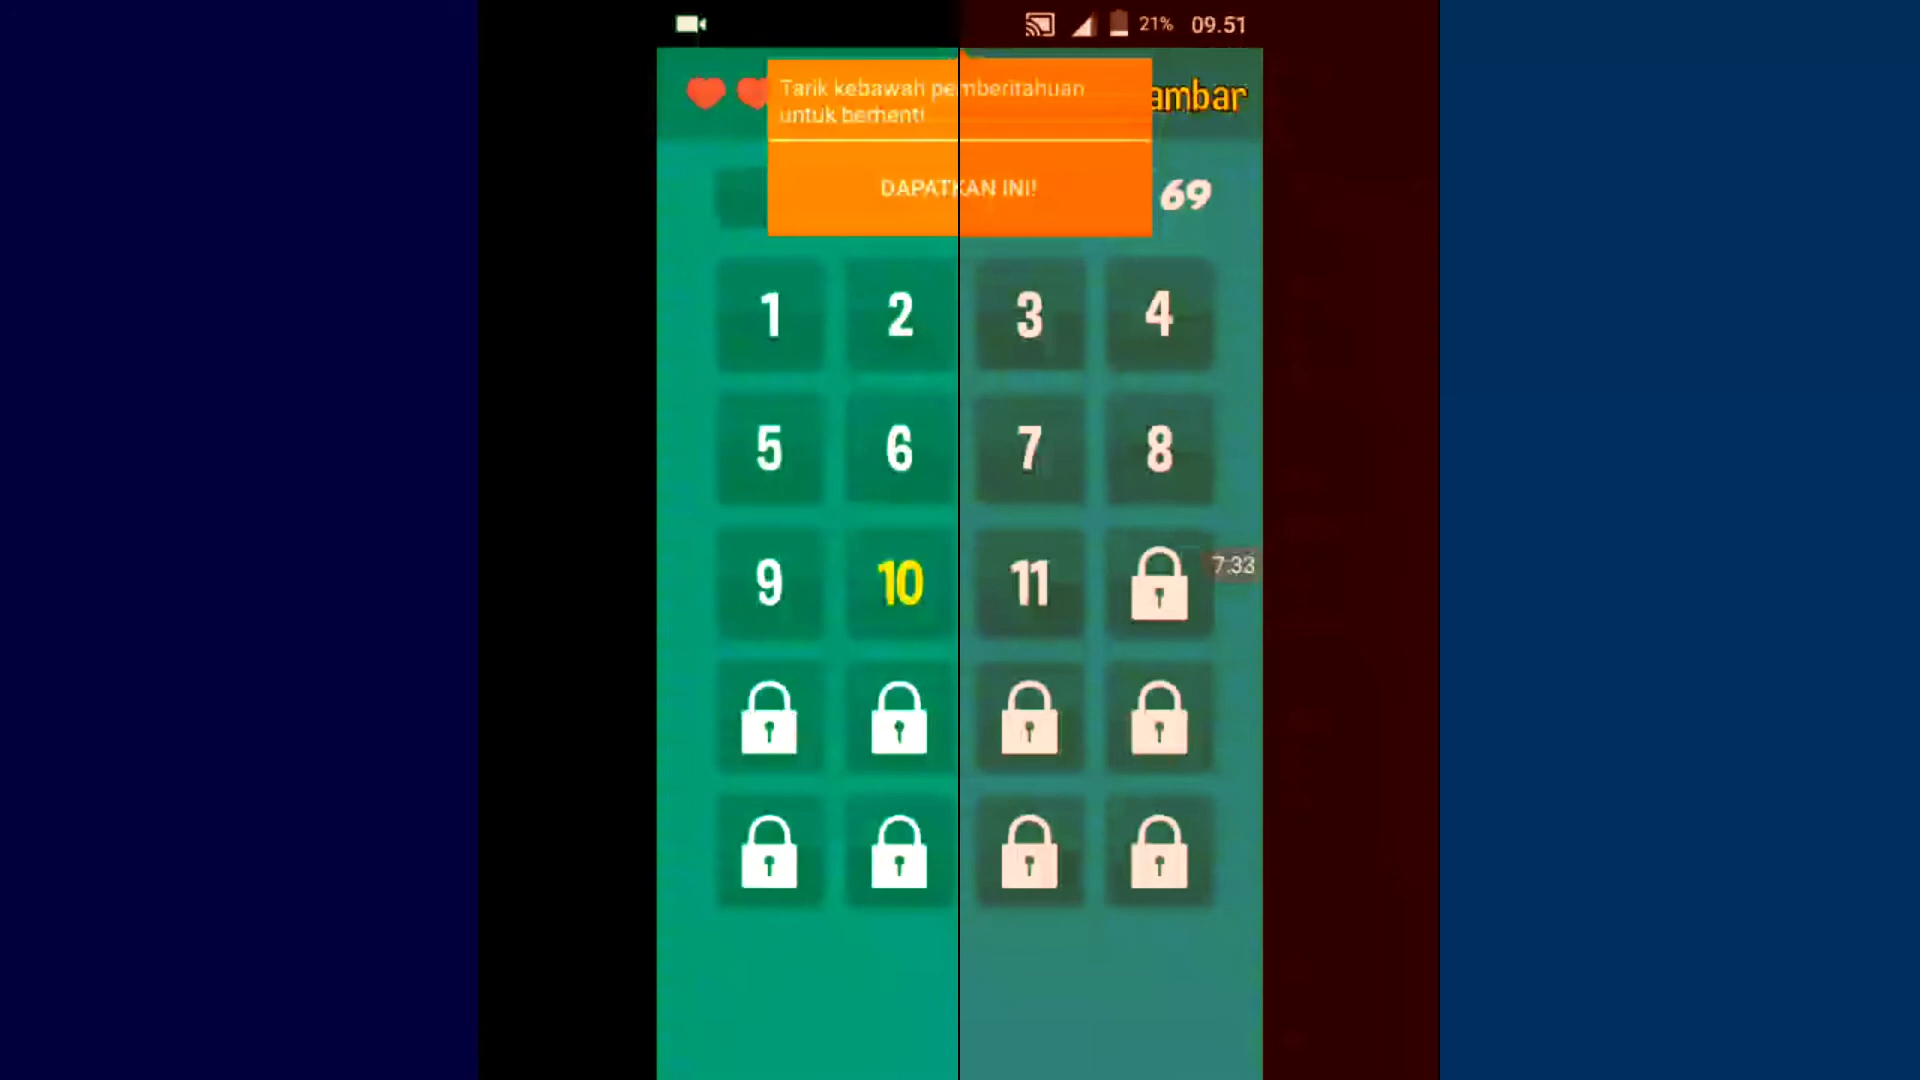 21% 09.51
Tarik kebawah pemberitahuan
untuk berhenti
ambar
DAPATKAN INI!
69
1 2 3 4
5 6 7 8
9 10 11
7:33